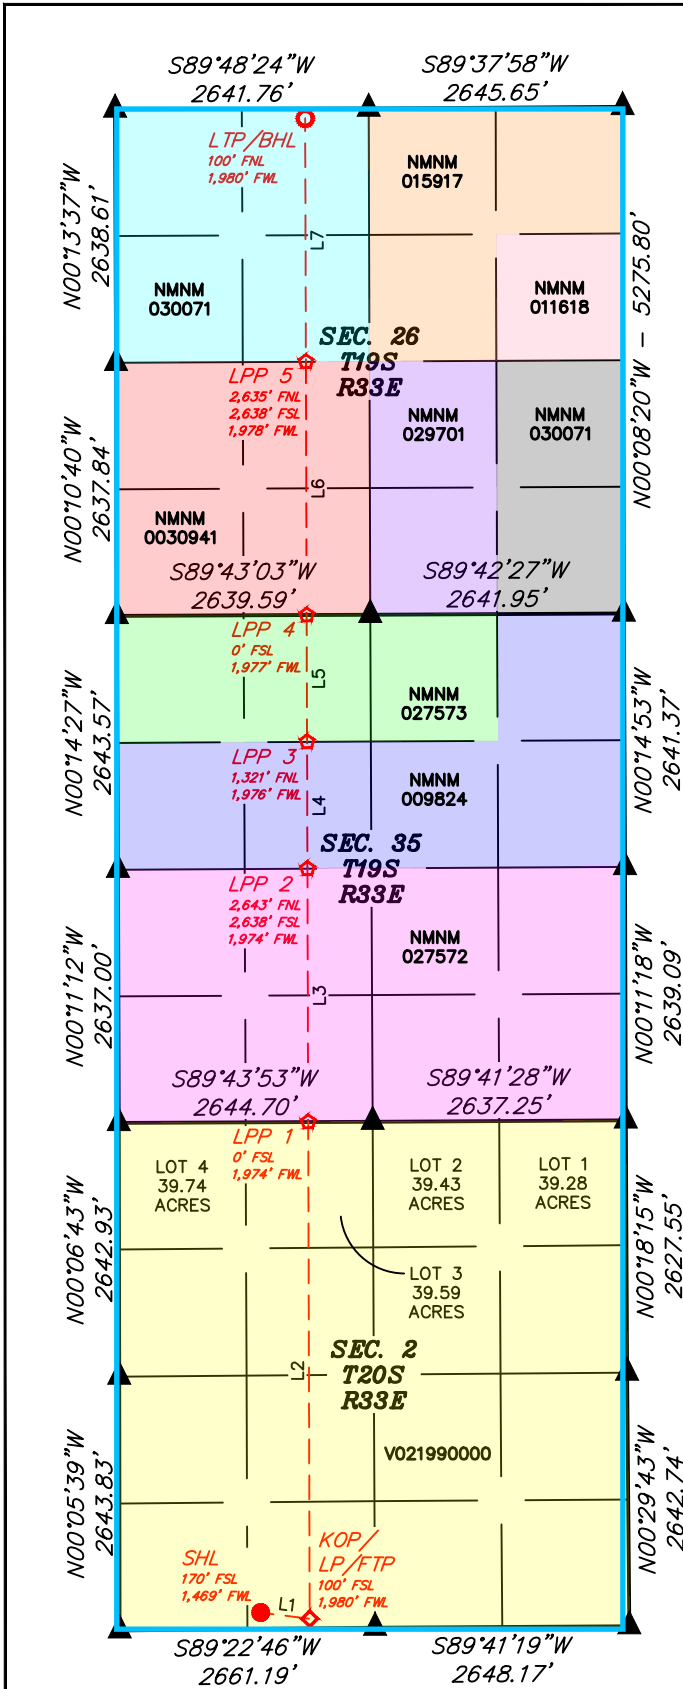 S89°48'24"W
2641.76'
S89°37'58"W
2645.65'
LTP/BHL
100' FNL
1,980' FWL
NMNM
015917
N00°13'37"W
2638.61'
L7
NMNM
030071
NMNM
011618
N00°08'20"W – 5275.80'
SEC. 26
T19S
R33E
LPP 5
2,635' FNL
2,638' FSL
1,978' FWL
NMNM
029701
NMNM
030071
N00°10'40"W
2637.84'
L6
NMNM
0030941
S89°43'03"W
2639.59'
S89°42'27"W
2641.95'
LPP 4
0' FSL
1,977' FWL
L5
NMNM
027573
N00°14'27"W
2643.57'
N00°14'53"W
2641.37'
LPP 3
1,321' FNL
1,976' FWL
L4
NMNM
009824
SEC. 35
T19S
R33E
LPP 2
2,643' FNL
2,638' FSL
1,974' FWL
NMNM
027572
N00°11'12"W
2637.00'
L3
N00°11'18"W
2639.09'
S89°43'53"W
2644.70'
S89°41'28"W
2637.25'
LPP 1
0' FSL
1,974' FWL
LOT 4
39.74
ACRES
LOT 2
39.43
ACRES
LOT 1
39.28
ACRES
N00°06'43"W
2642.93'
N00°18'15"W
2627.55'
LOT 3
39.59
ACRES
SEC. 2
T20S
R33E
L2
V021990000
N00°05'39"W
2643.83'
N00°29'43"W
2642.74'
SHL
170' FSL
1,469' FWL
L1
KOP/
LP/FTP
100' FSL
1,980' FWL
S89°22'46"W
2661.19'
S89°41'19"W
2648.17'